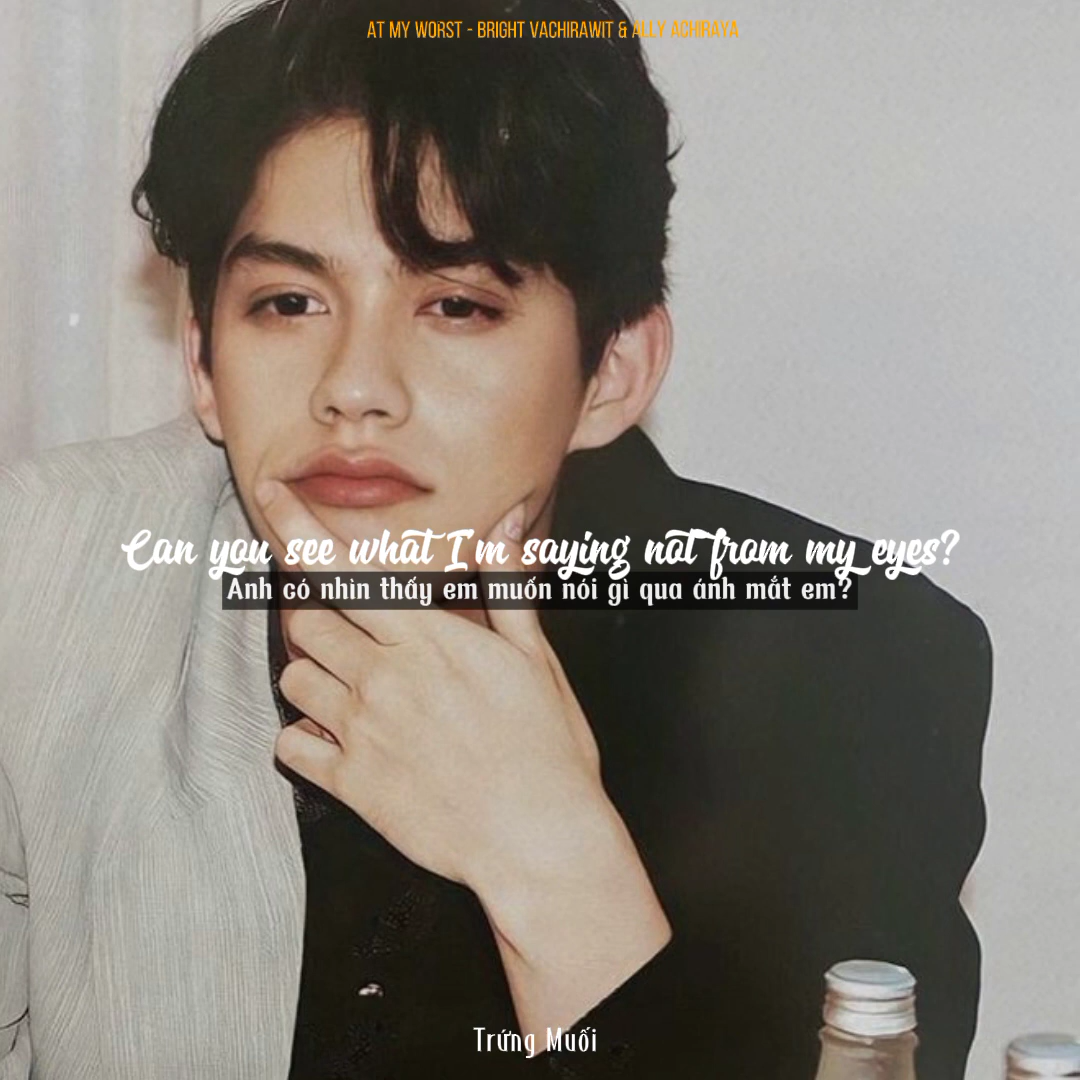 AT MY WORST - BRIGHT VACHIRAWIT & ALLY ACHIRAYA
Can you see what I'm saying not from my eyes?
Anh có nhìn thấy em muốn nói gì qua ánh mắt em?
Trứng Muối